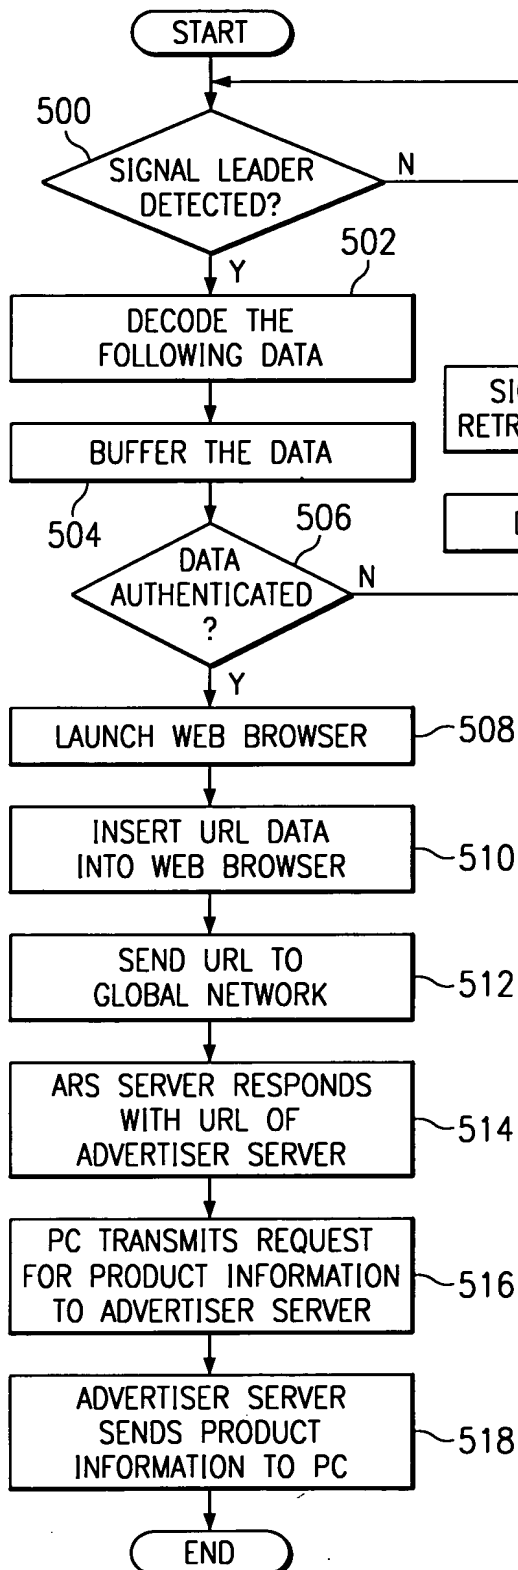 START
500
SIGNAL LEADER
DETECTED?
N
Y
502
DECODE THE
FOLLOWING DATA
BUFFER THE DATA
504
506
DATA
AUTHENTICATED
?
N
Y
LAUNCH WEB BROWSER
508
INSERT URL DATA
INTO WEB BROWSER
510
SEND URL TO
GLOBAL NETWORK
512
ARS SERVER RESPONDS
WITH URL OF
ADVERTISER SERVER
514
PC TRANSMITS REQUEST
FOR PRODUCT INFORMATION
TO ADVERTISER SERVER
516
ADVERTISER SERVER
SENDS PRODUCT
INFORMATION TO PC
518
END